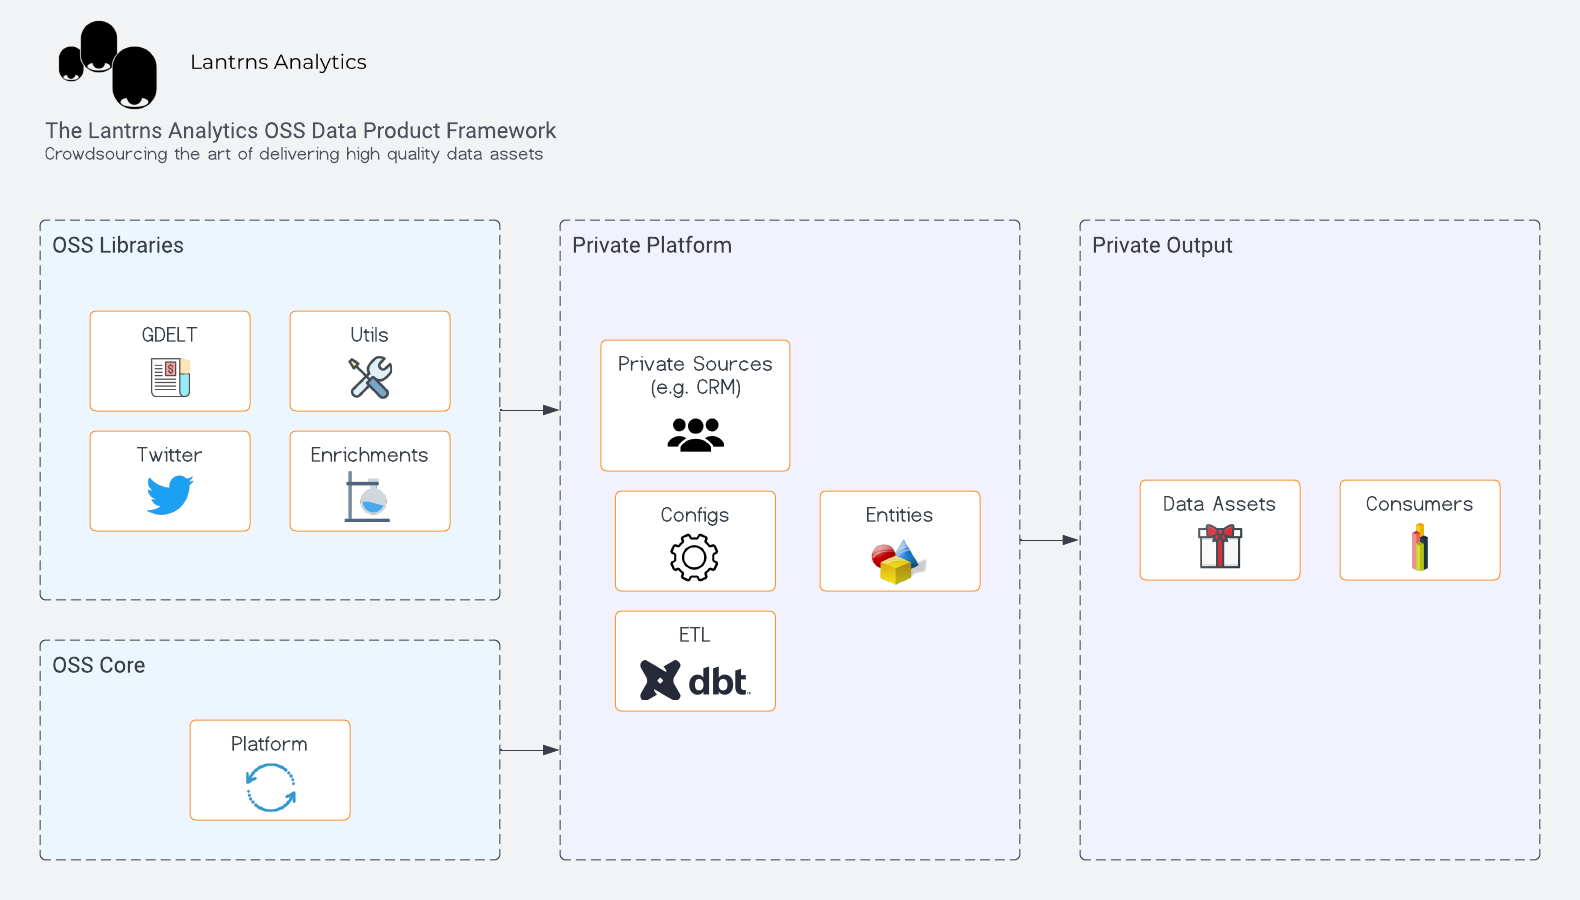 Lantrns Analytics
The Lantrns Analytics OSS Data Product Framework
Crowdsourcing the art of delivering high quality data assets
OSS Libraries
GDELT
$
Utils
Twitter
Enrichments
OSS Core
Platform
Private Platform
Private Sources
(e.g. CRM)
Configs
Entities
ETL
dbt
Private Output
Data Assets
Consumers